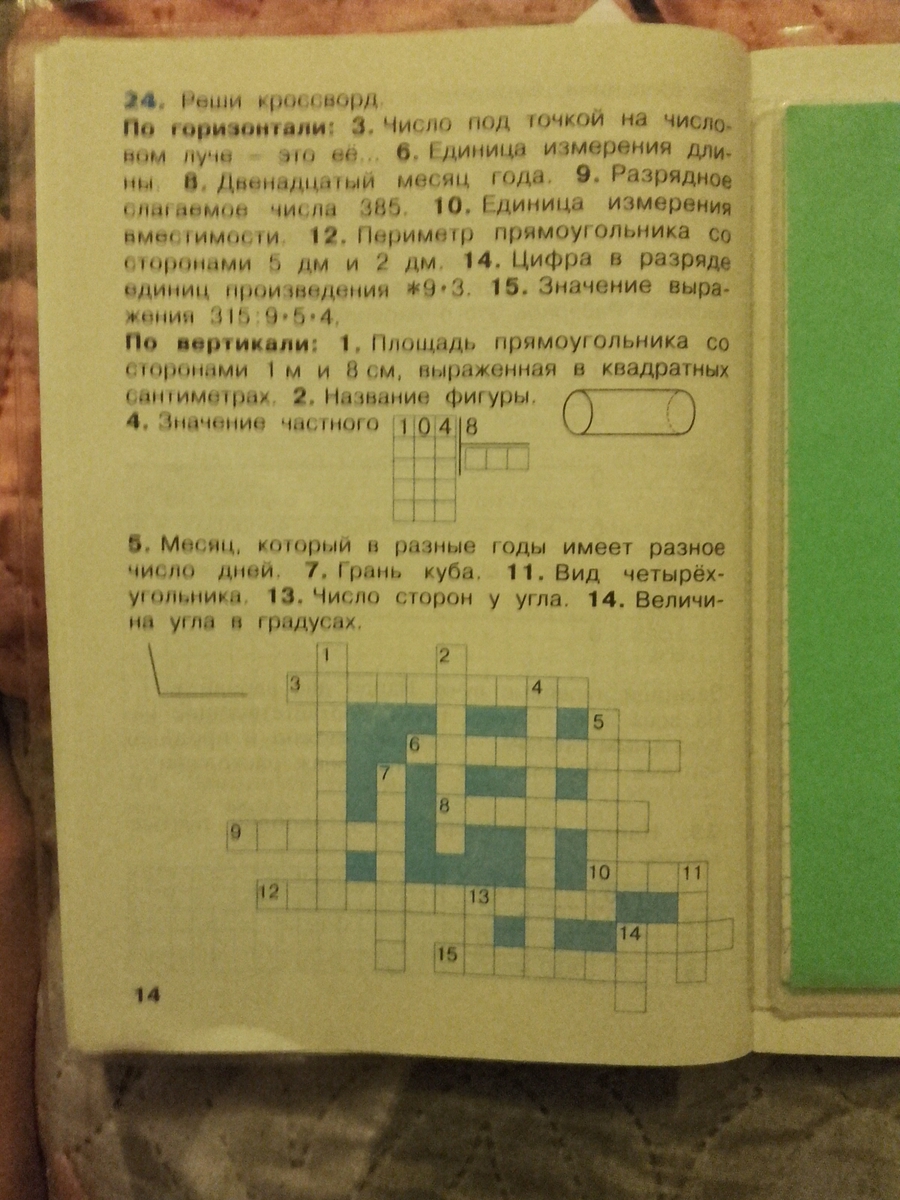 24. Реши кроссворд.
По горизонтали: 3. Число под точкой на число-
вом луче – это её... 6. Единица измерения дли-
ны. 8. Двенадцатый месяц года. 9. Разрядное
слагаемое числа 385. 10. Единица измерения
вместимости. 12. Периметр прямоугольника со
сторонами 5 дм и 2 дм. 14. Цифра в разряде
единиц произведения *9·3. 15. Значение выра-
жения 315:9·5·4.
По вертикали: 1. Площадь прямоугольника со
сторонами 1 м и 8 см, выраженная в квадратных
сантиметрах. 2. Название фигуры.
4. Значение частного 104 8
5. Месяц, который в разные годы имеет разное
число дней. 7. Грань куба. 11. Вид четырёх-
угольника. 13. Число сторон у угла. 14. Величи-
на угла в градусах.
1 2
3 4
5
6
7
8
9
10 11
12 13
14
15
14